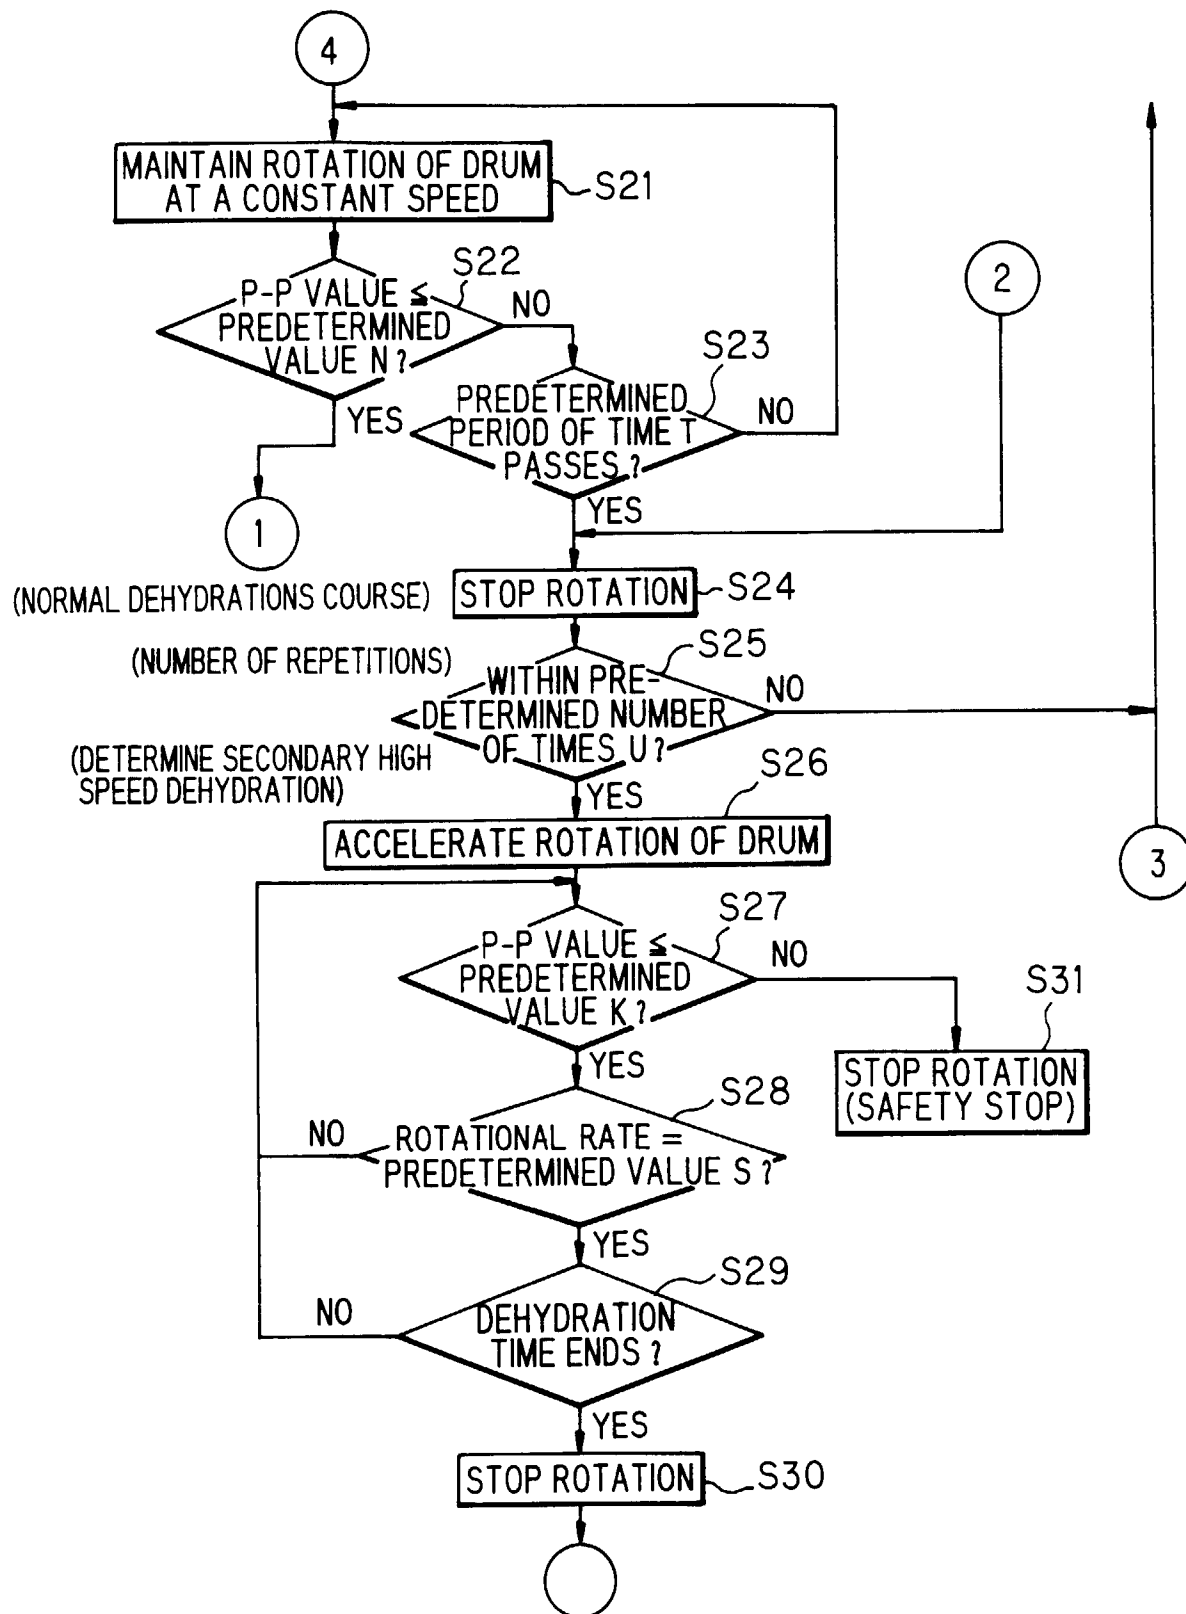 4
MAINTAIN ROTATION OF DRUM
AT A CONSTANT SPEED
S21
S22
P-P VALUE ≦
PREDETERMINED
VALUE N?
NO
YES
2
S23
PREDETERMINED
PERIOD OF TIME T
PASSES?
NO
YES
1
(NORMAL DEHYDRATIONS COURSE)
STOP ROTATION
S24
(NUMBER OF REPETITIONS)
S25
WITHIN PRE-
DETERMINED NUMBER
OF TIMES U?
NO
YES
(DETERMINE SECONDARY HIGH
SPEED DEHYDRATION)
S26
ACCELERATE ROTATION OF DRUM
3
S27
P-P VALUE ≦
PREDETERMINED
VALUE K?
NO
YES
S31
STOP ROTATION
(SAFETY STOP)
S28
ROTATIONAL RATE =
PREDETERMINED VALUE S?
NO
YES
S29
DEHYDRATION
TIME ENDS?
NO
YES
STOP ROTATION
S30